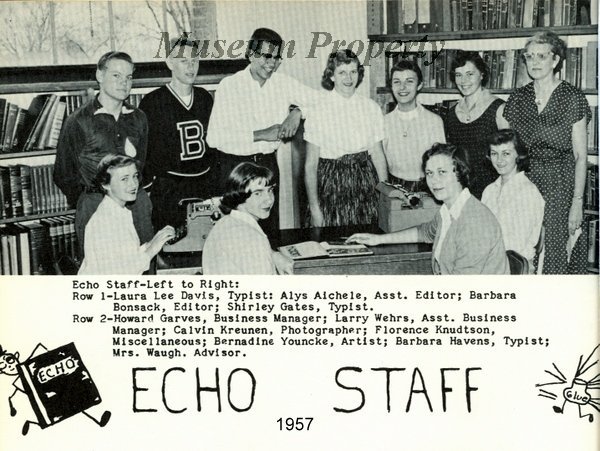 Museum Property
B
Echo Staff-Left to Right:
Row 1-Laura Lee Davis, Typist: Alys Aichele, Asst. Editor; Barbara
Bonsack, Editor; Shirley Gates, Typist.
Row 2-Howard Garves, Business Manager; Larry Wehrs, Asst. Business
Manager; Calvin Kreunen, Photographer; Florence Knudtson,
Miscellaneous; Bernadine Youncke, Artist; Barbara Havens, Typist;
Mrs. Waugh. Advisor.
ECHO
ECHO STAFF
Glue
1957